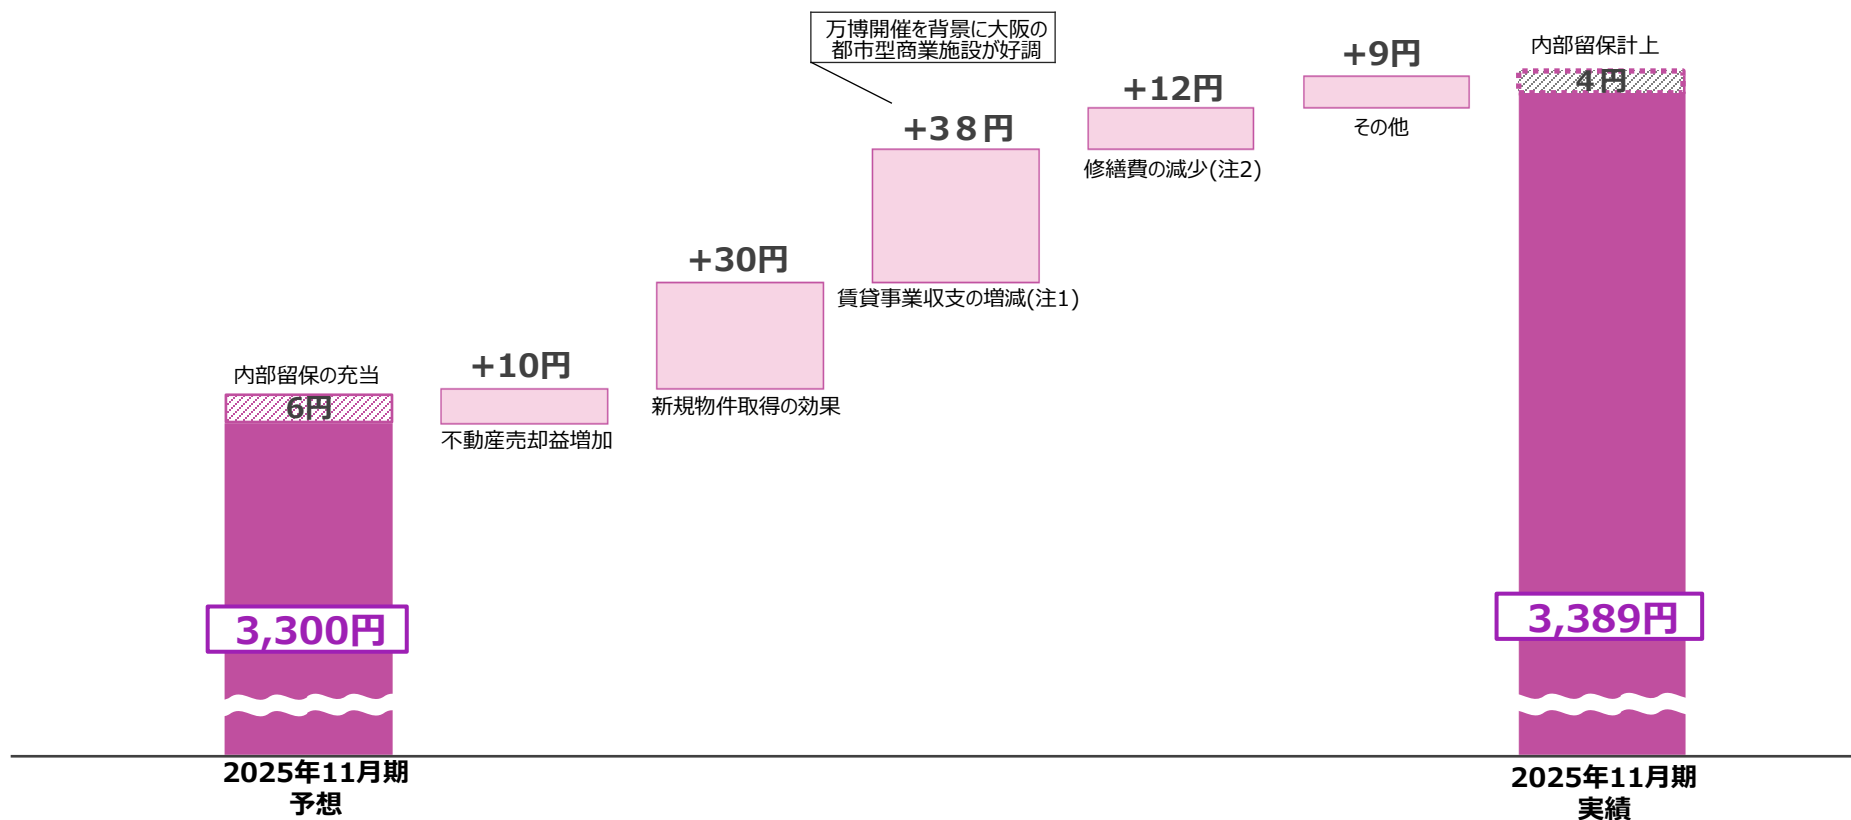 万博開催を背景に大阪の
都市型商業施設が好調
内部留保の充当
6円
3,300円
2025年11月期
予想
+10円
不動産売却益増加
+30円
新規物件取得の効果
+3８円
賃貸事業収支の増減(注1)
+12円
修繕費の減少(注2)
+9円
その他
内部留保計上
４円
3,389円
2025年11月期
実績